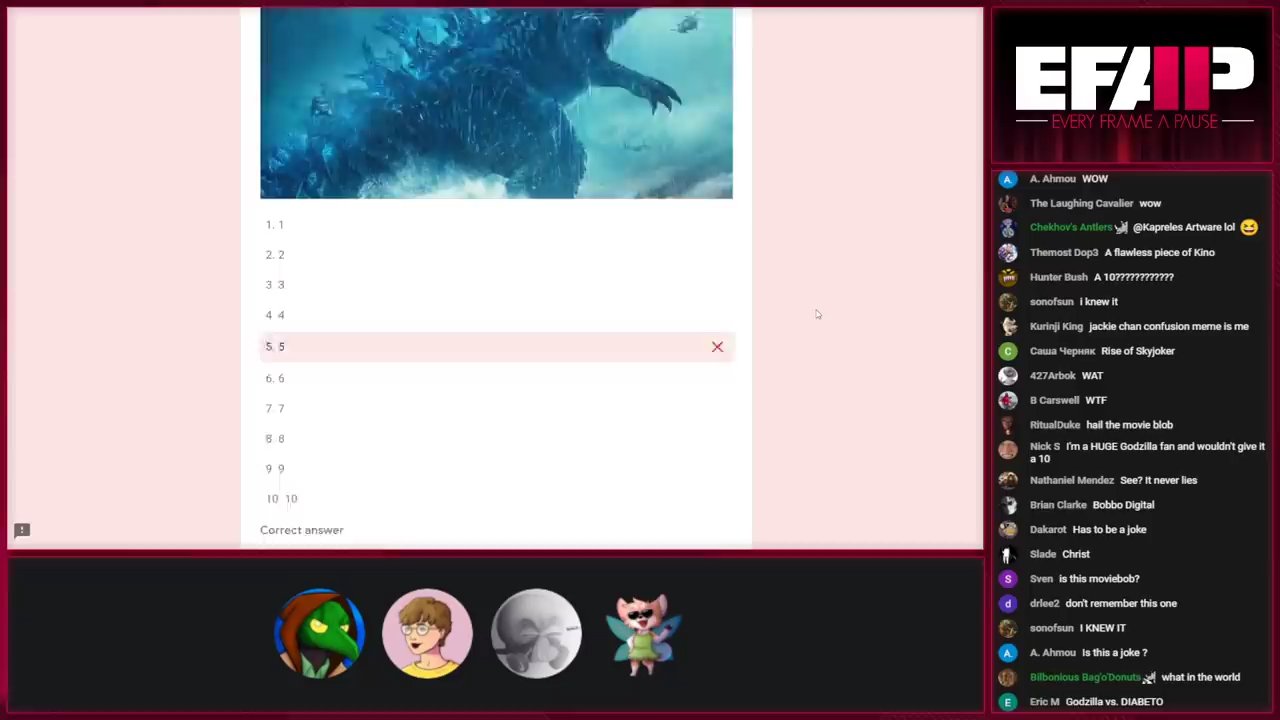 1. 1
2. 2
3 3
4 4
5. 5
6. 6
7. 7
8 8
9 9
10 10
Correct answer
EFAP
EVERY FRAME A PAUSE
A. A. Ahmou WOW
The Laughing Cavalier wow
Chekhov's Antlers @Kapreles Artware lol 😆
Themost Dop3 A flawless piece of Kino
Hunter Bush A 10????????????
sonofsun i knew it
Kurinji King jackie chan confusion meme is me
С Саша Черняк Rise of Skyjoker
427Arbok WAT
B Carswell WTF
RitualDuke hail the movie blob
Nick S I'm a HUGE Godzilla fan and wouldn't give it
a 10
Nathaniel Mendez See? It never lies
Brian Clarke Bobbo Digital
Dakarot Has to be a joke
Slade Christ
S Sven is this moviebob?
d drlee2 don't remember this one
sonofsun I KNEW IT
A. A. Ahmou Is this a joke ?
Bilbonious Bag'o'Donuts what in the world
E Eric M Godzilla vs. DIABETO